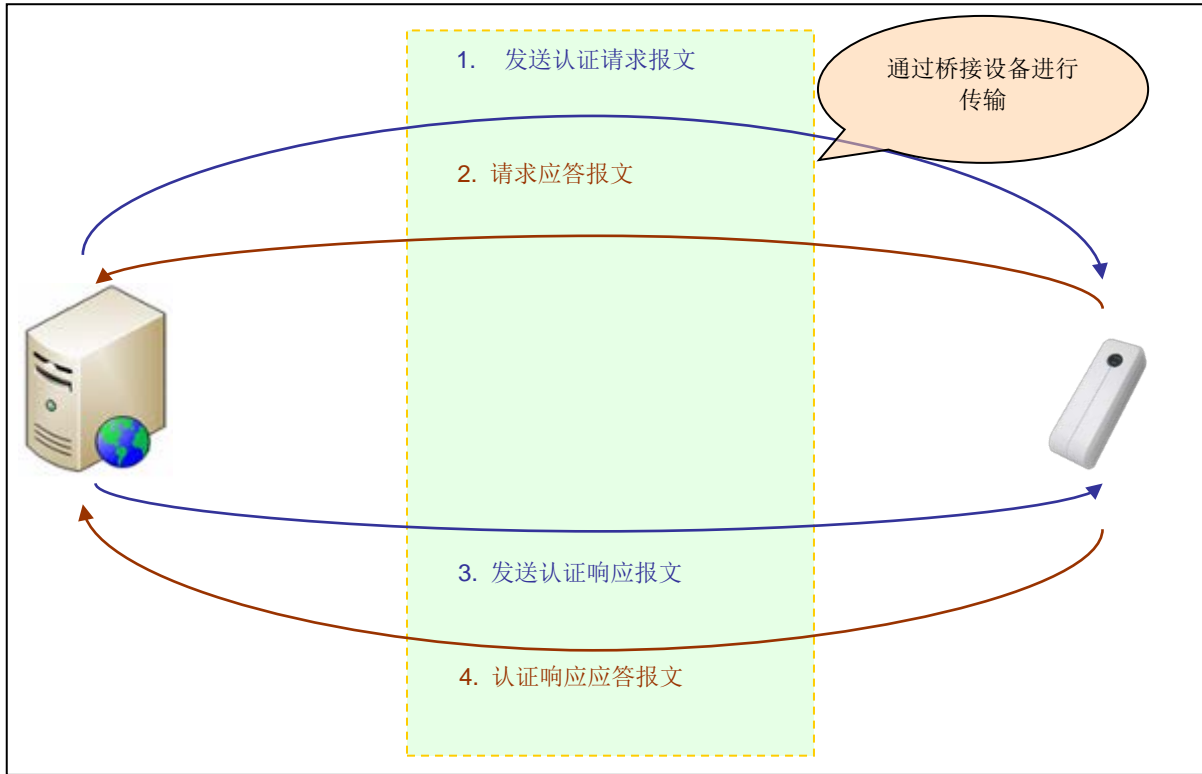 1. 发送认证请求报文
通过桥接设备进行
传输
2. 请求应答报文
3. 发送认证响应报文
4. 认证响应应答报文